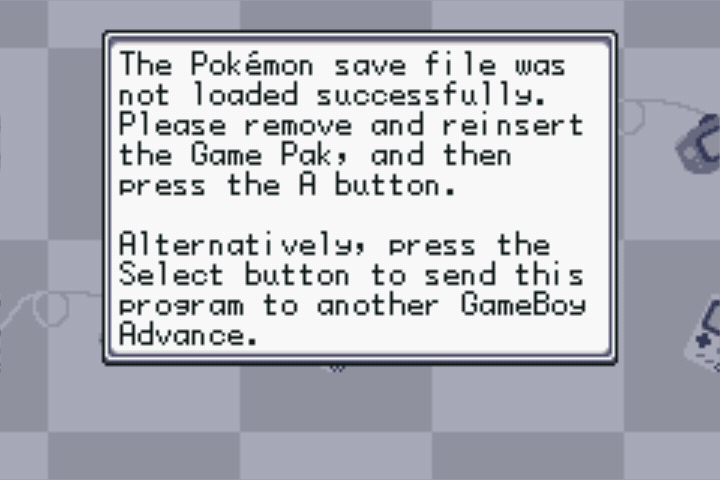 The Pokémon save file was
not loaded successfully.
Please remove and reinsert
the Game Pak, and then
press the A button.
Alternatively, press the
Select button to send this
program to another GameBoy
Advance.